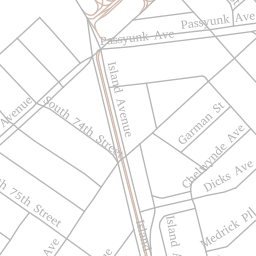 Passyunk Ave
Passyunk
Island Avenue
Avenue
South 74th Street
Garman St
Chelwynde Ave
Dicks Ave
75th Street
Island
Island A
Medrick Pl
Ave
Ave